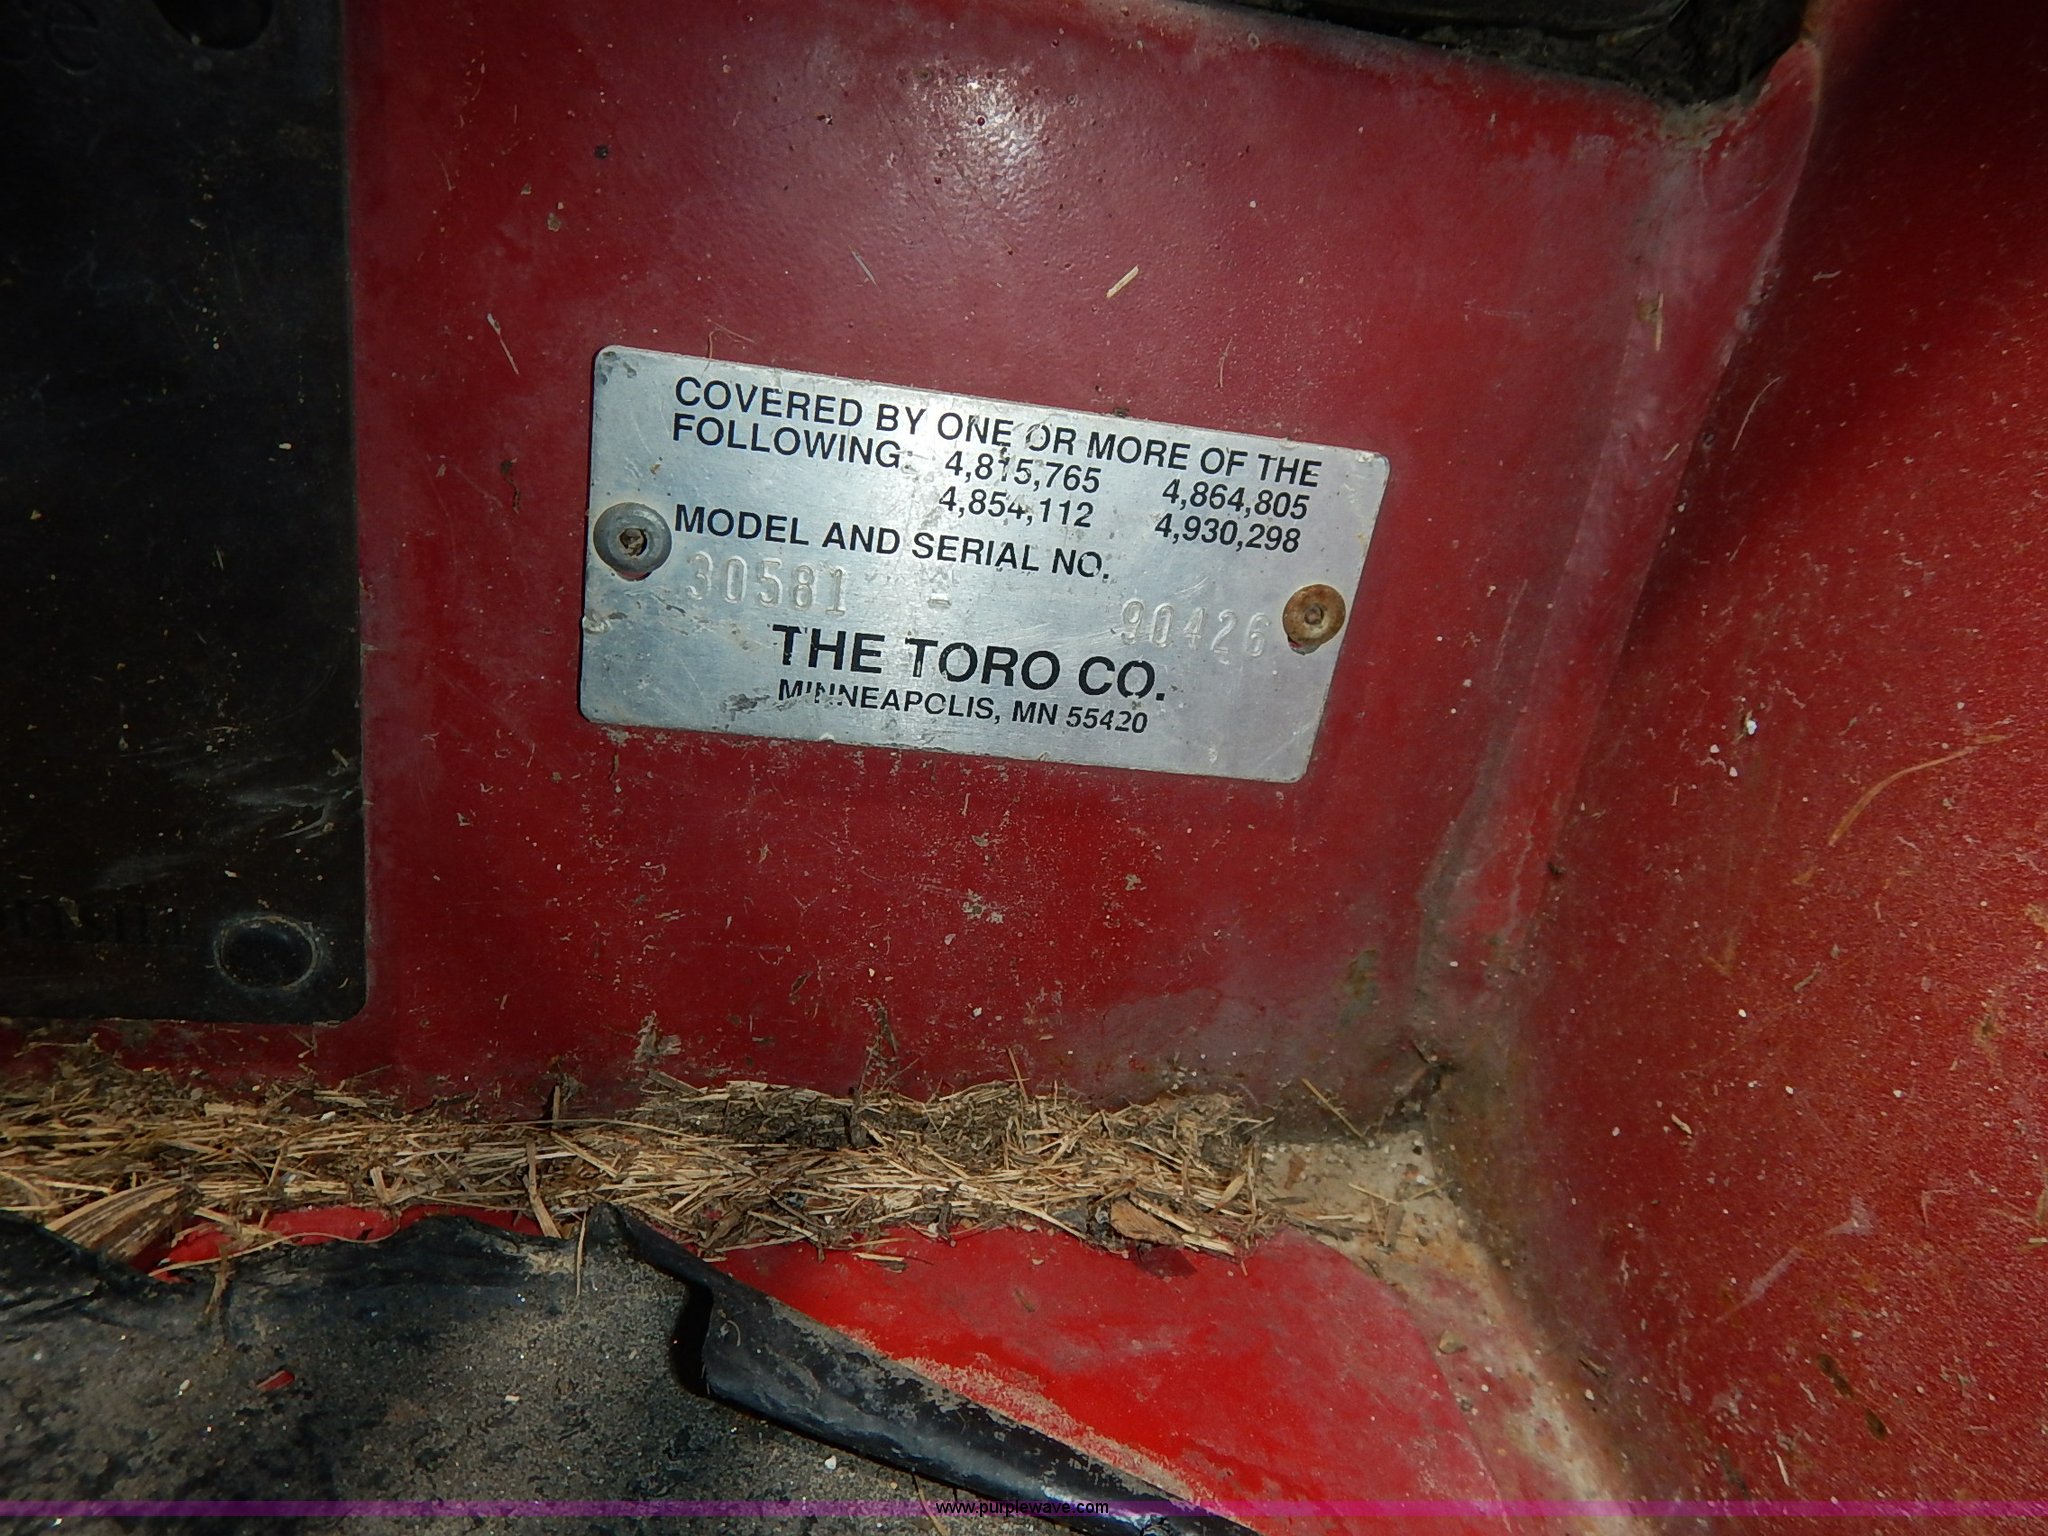 COVERED BY ONE OR MORE OF THE
FOLLOWING: 4,815,765 4,864,805
4,854,112 4,930,298
MODEL AND SERIAL NO.
30581 - 90426
THE TORO CO.
MINNEAPOLIS, MN 55420
www.purplewave.com